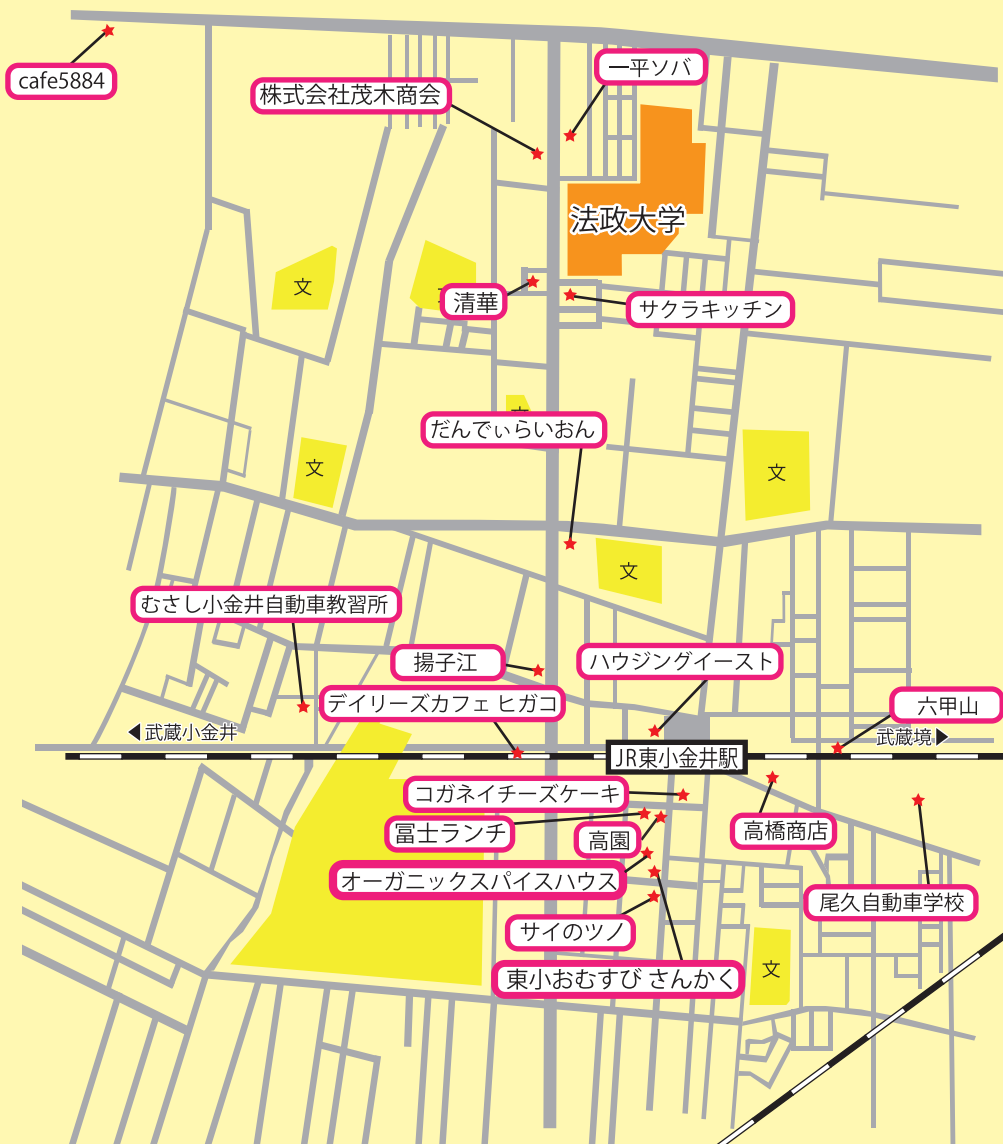 cafe5884
一平ソバ
株式会社茂木商会
法政大学
文
清華
サクラキッチン
だんでぃらいおん
文
文
文
むさし小金井自動車教習所
揚子江
ハウジングイースト
デイリーズカフェ ヒガコ
六甲山
◀武蔵小金井
武蔵境▶
JR東小金井駅
コガネイチーズケーキ
冨士ランチ
高園
高橋商店
オーガニックスパイスハウス
尾久自動車学校
サイのツノ
東小おむすび さんかく
文